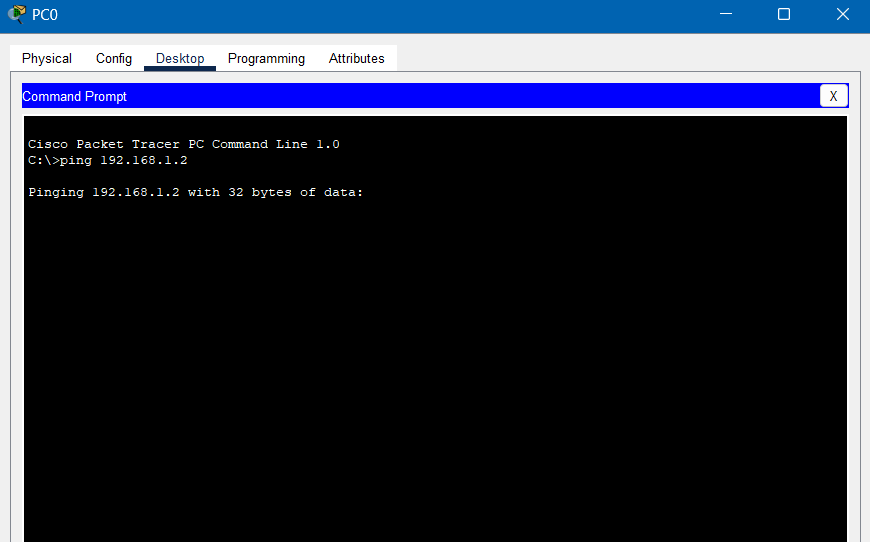 PC0
Physical Config Desktop Programming Attributes
Command Prompt
X
Cisco Packet Tracer PC Command Line 1.0
C:\>ping 192.168.1.2
Pinging 192.168.1.2 with 32 bytes of data: